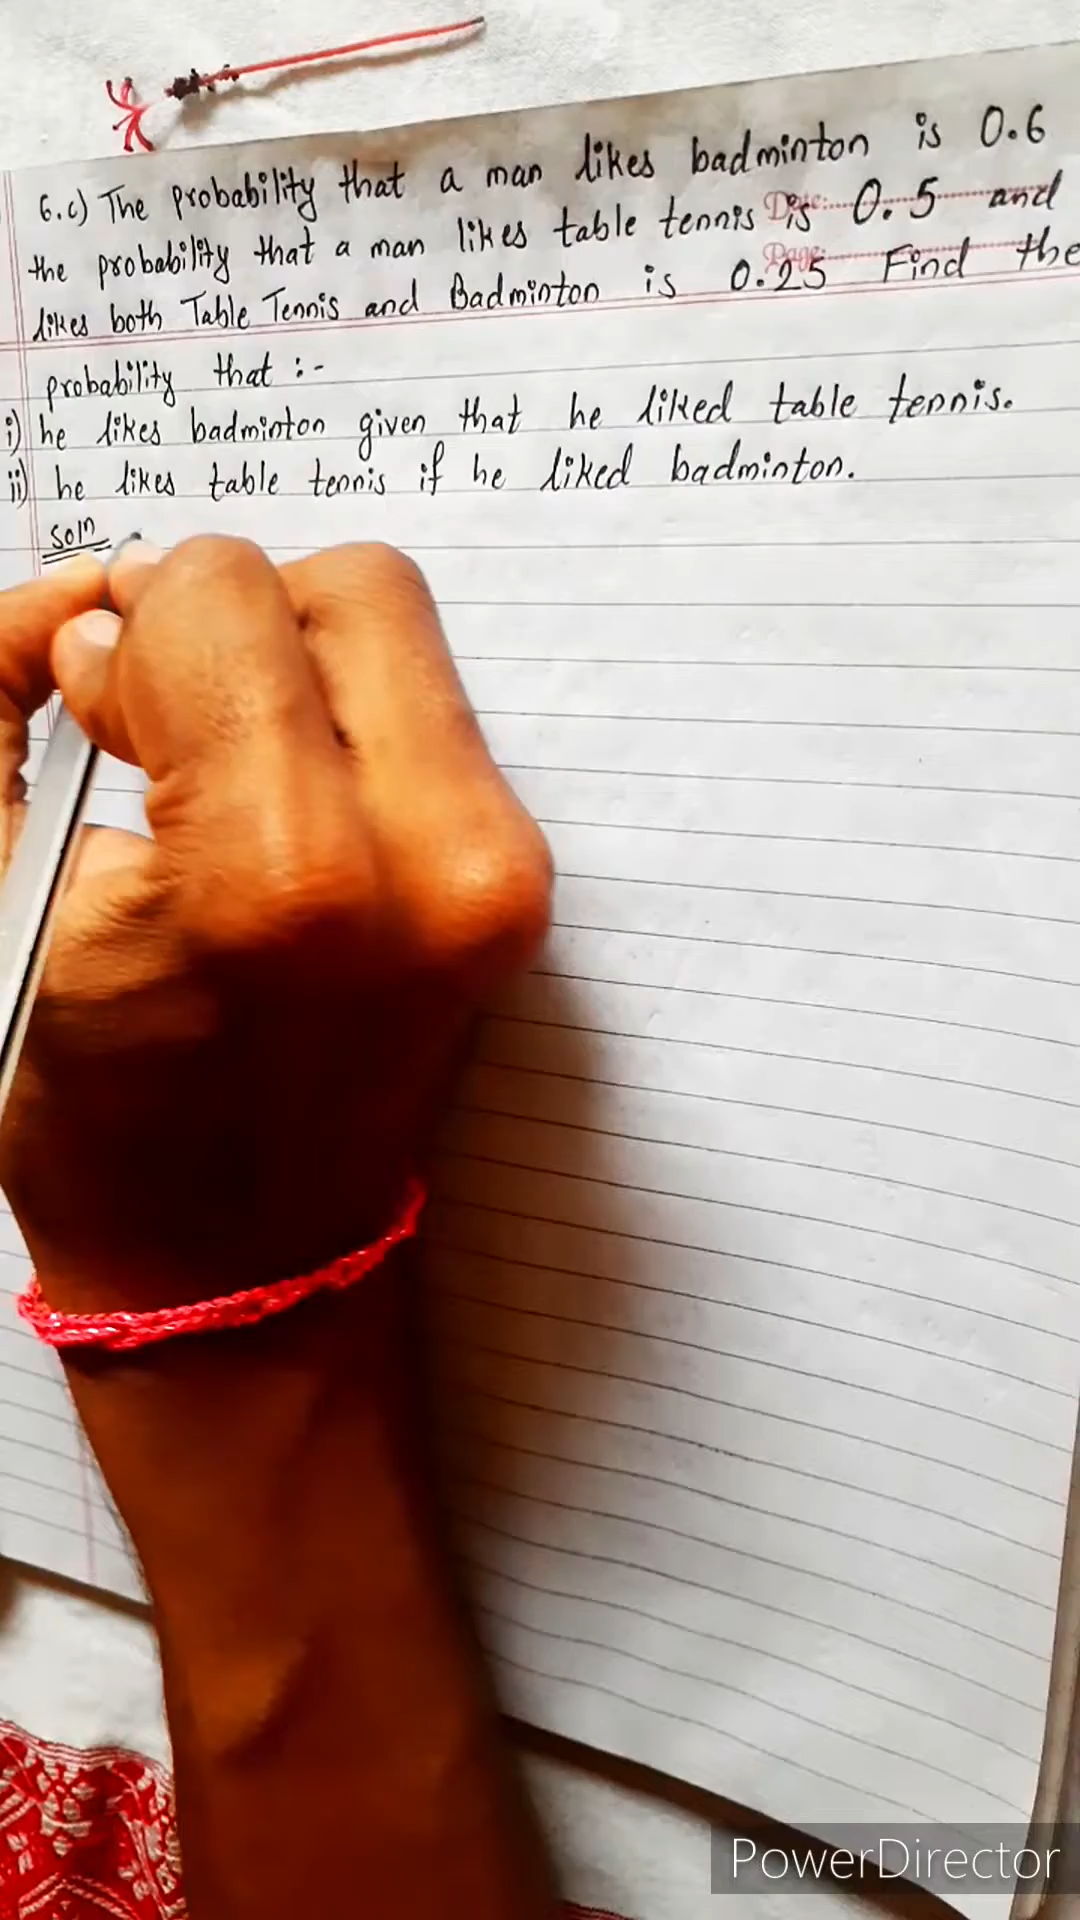 6.c) The probability that a man likes badminton is 0.6
the probability that a man likes table tennis is 0.5 and
Date:
likes both Table Tennis and Badminton is 0.25 Find the
Page:
probability that :-
i) he likes badminton given that he liked table tennis.
ii) he likes table tennis if he liked badminton.
Soln
PowerDirector